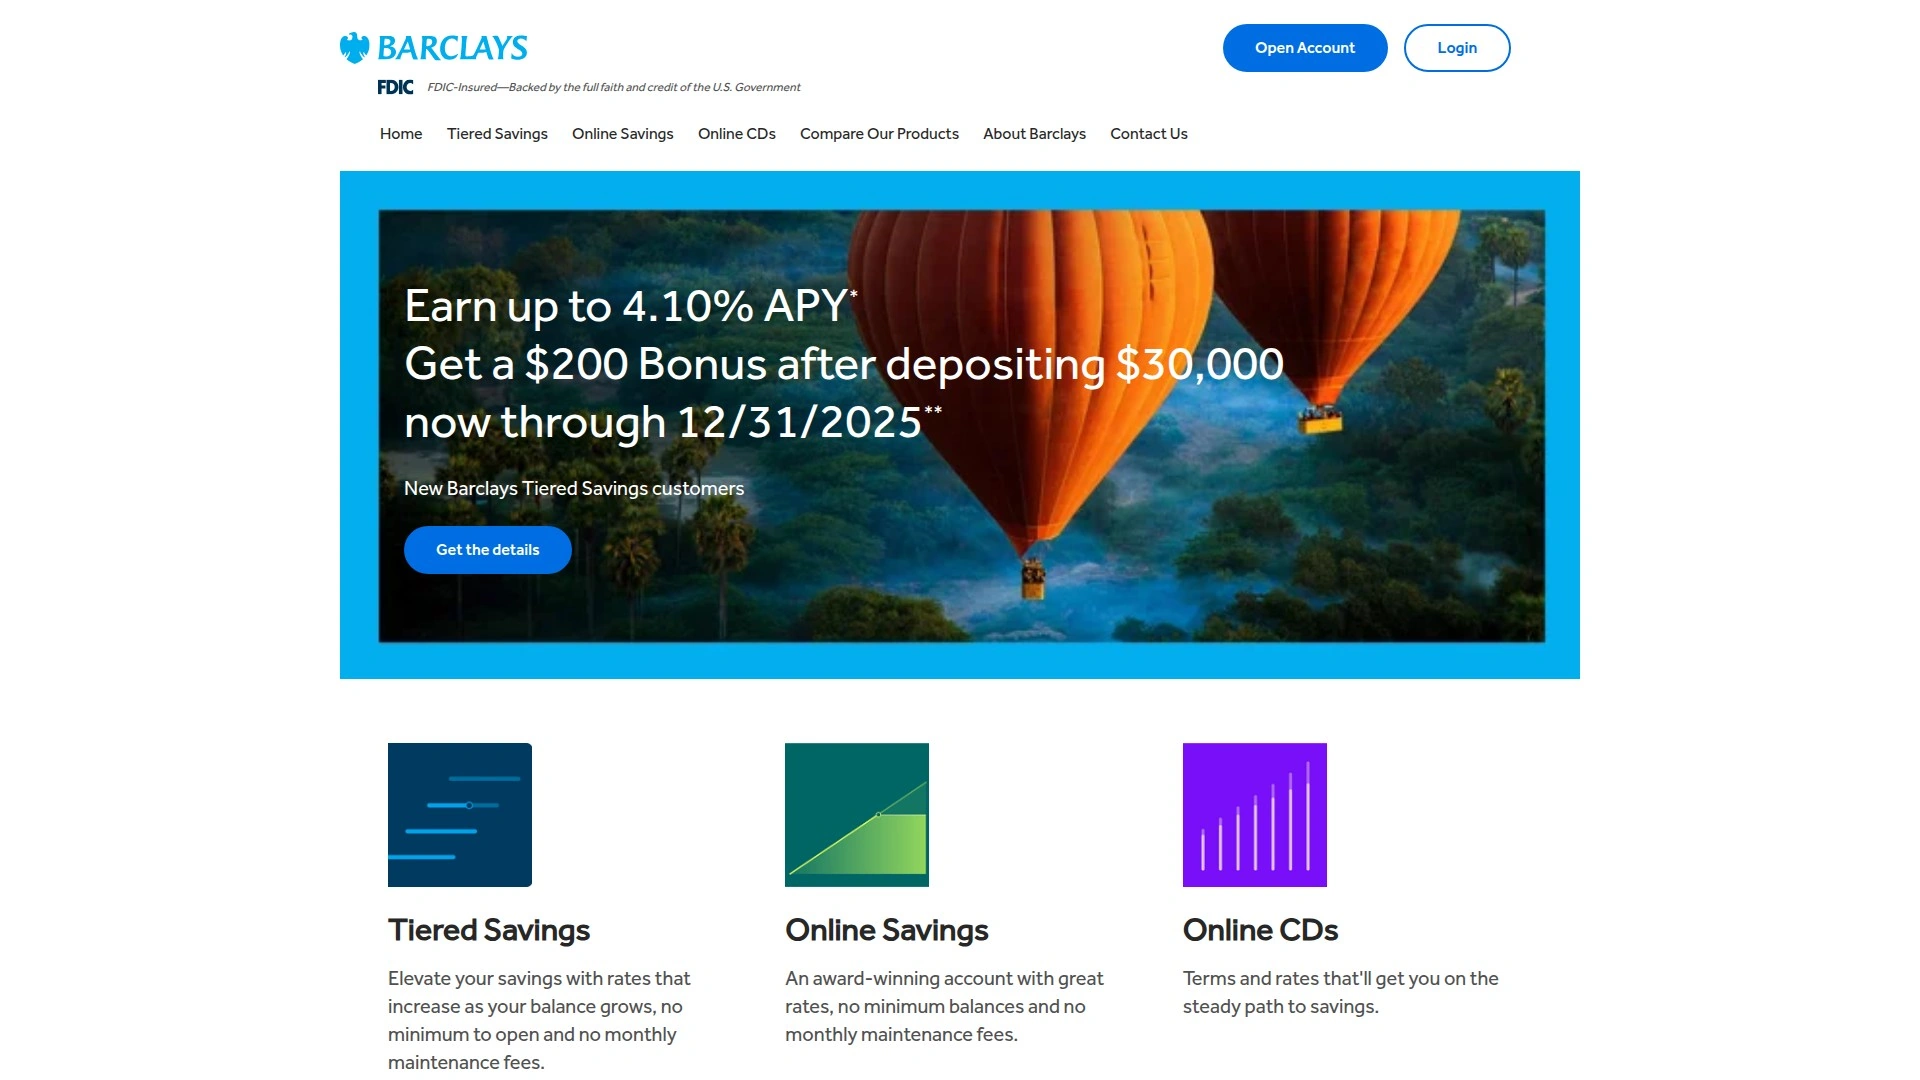 BARCLAYS
Open Account
Login
FDIC FDIC-Insured—Backed by the full faith and credit of the U.S. Government
Home Tiered Savings Online Savings Online CDs Compare Our Products About Barclays Contact Us
Earn up to 4.10% APY*
Get a $200 Bonus after depositing $30,000
now through 12/31/2025**
New Barclays Tiered Savings customers
Get the details
Tiered Savings
Elevate your savings with rates that
increase as your balance grows, no
minimum to open and no monthly
maintenance fees.
Online Savings
An award-winning account with great
rates, no minimum balances and no
monthly maintenance fees.
Online CDs
Terms and rates that'll get you on the
steady path to savings.